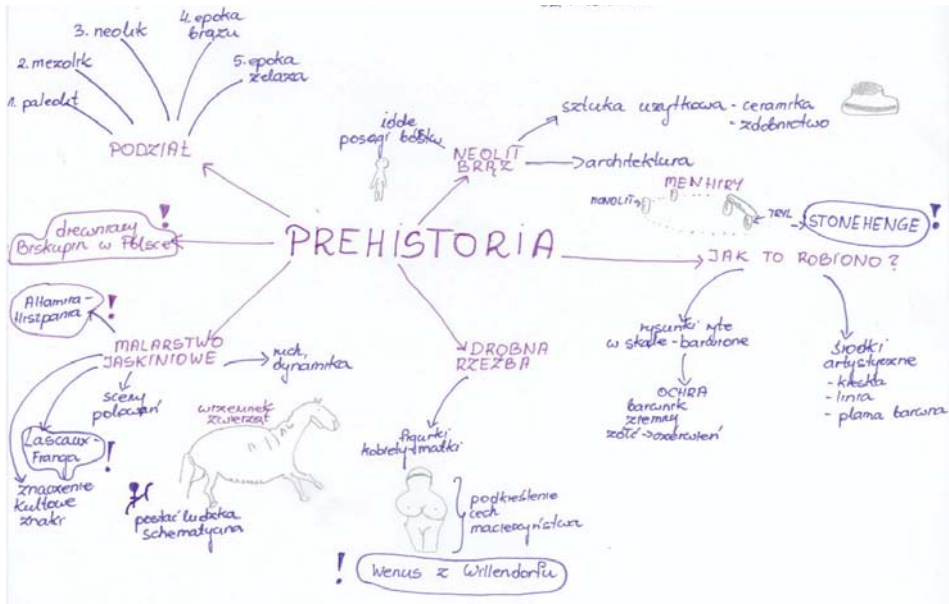 PREHISTORIA
PODZIAŁ
1. paleolit
2. mezolit
3. neolit
4. epoka
brązu
5. epoka
żelaza
idole
posągi bóstw
NEOLIT
BRĄZ
sztuka użytkowa - ceramika
- zdobnictwo
architektura
MENHIRY
MONOLIT
TRYL
STONEHENGE !
JAK TO ROBIONO?
rysunki ryte
w skale - barwione
OCHRA
barwnik
ziemny
żółć → czerwień
środki
artystyczne
- kreska
- linia
- plama barwna
DROBNA
RZEŹBA
figurki
kobiety-matki
podkreślenie
cech
macierzyństwa
! Wenus z Willendorfu
!
drewniany
Biskupin w Polsce
MALARSTWO
JASKINIOWE
Altamira -
Hiszpania !
ruch,
dynamika
sceny
polowań
Lascaux -
Francja !
znaczenie
kultowe
znaki
wizerunek
zwierząt
postać ludzka
schematyczna